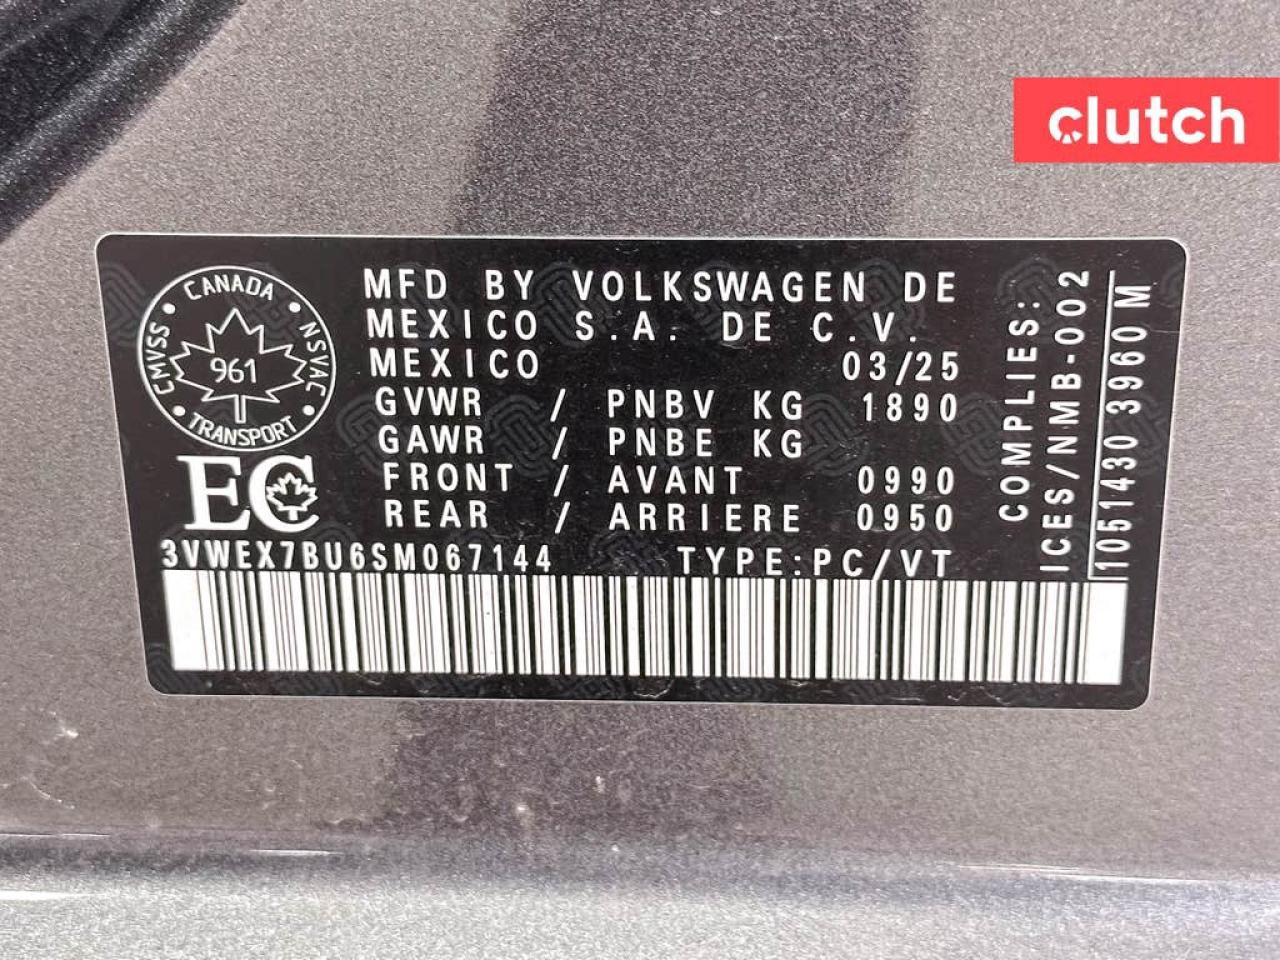 clutch
CANADA
CMVSS
NSVAC
961
TRANSPORT
EC
MFD BY VOLKSWAGEN DE
MEXICO S.A. DE C.V.
MEXICO 03/25
GVWR / PNBV KG 1890
GAWR / PNBE KG
FRONT / AVANT 0990
REAR / ARRIERE 0950
3VWEX7BU6SM067144 TYPE:PC/VT
COMPLIES:
ICES/NMB-002
1051430 3960 M